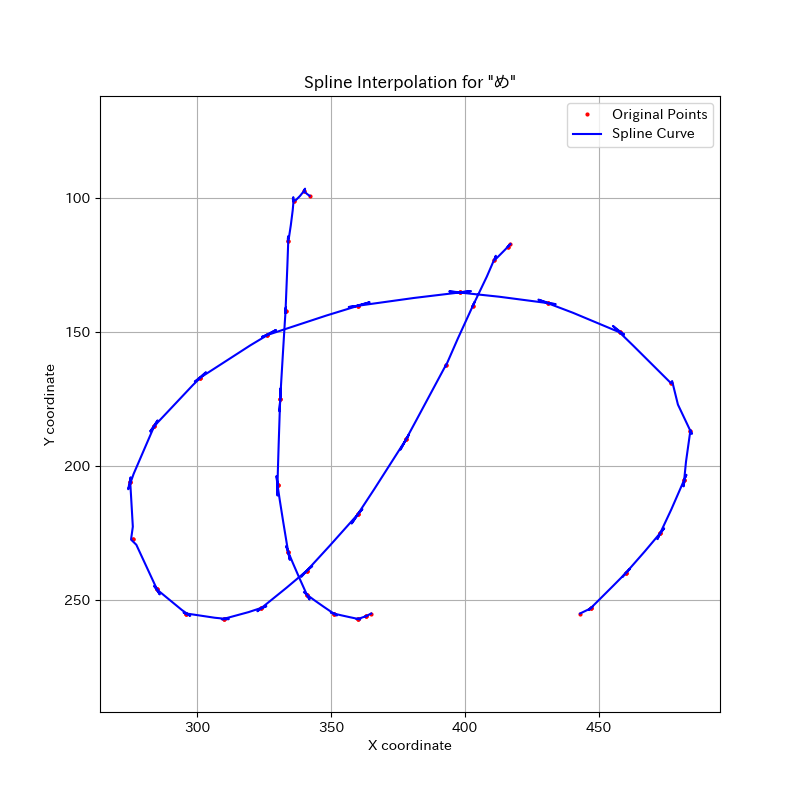 Spline Interpolation for "め"
Original Points
Spline Curve
100
150
200
250
Y coordinate
300
350
400
450
X coordinate